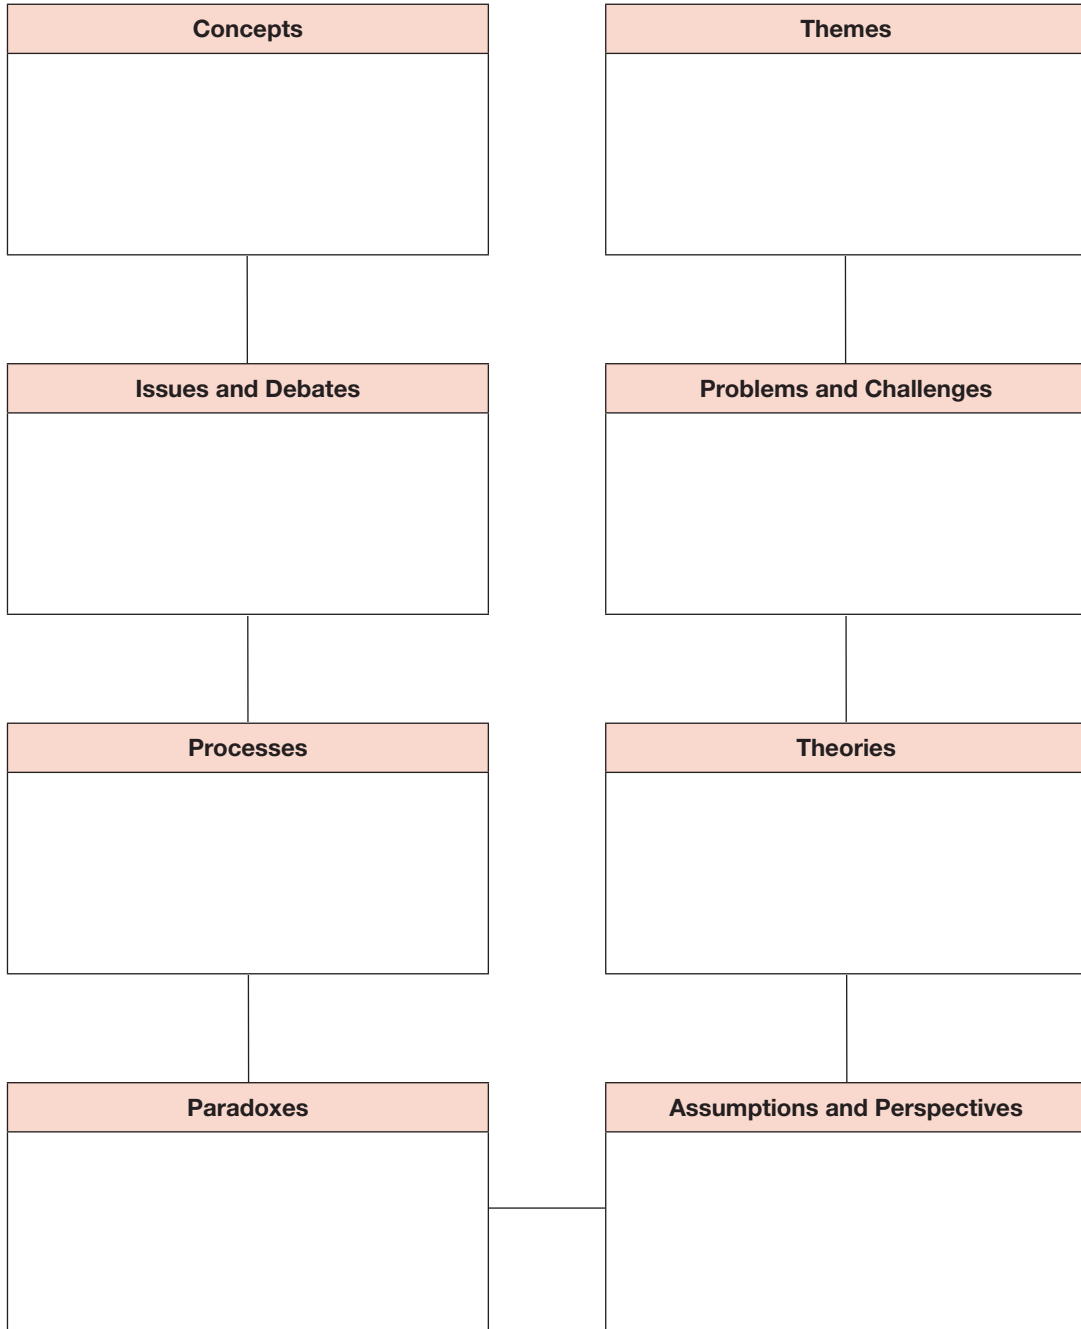 Concepts
Themes
Issues and Debates
Problems and Challenges
Processes
Theories
Paradoxes
Assumptions and Perspectives